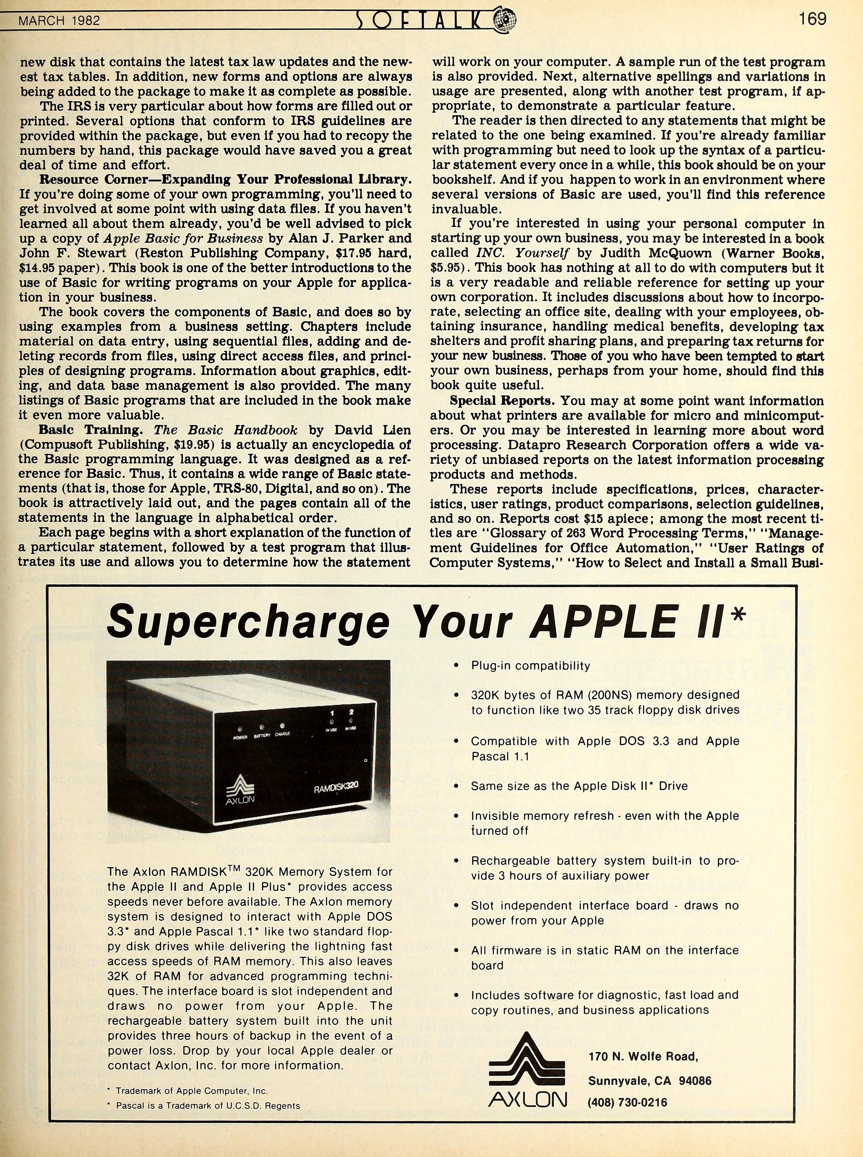 MARCH 1982
SOFTALK
169
new disk that contains the latest tax law updates and the new-
est tax tables. In addition, new forms and options are always
being added to the package to make it as complete as possible.
The IRS is very particular about how forms are filled out or
printed. Several options that conform to IRS guidelines are
provided within the package, but even if you had to recopy the
numbers by hand, this package would have saved you a great
deal of time and effort.
Resource Corner—Expanding Your Professional Library.
If you're doing some of your own programming, you'll need to
get involved at some point with using data files. If you haven't
learned all about them already, you'd be well advised to pick
up a copy of Apple Basic for Business by Alan J. Parker and
John F. Stewart (Reston Publishing Company, $17.95 hard,
$14.95 paper). This book is one of the better introductions to the
use of Basic for writing programs on your Apple for applica-
tion in your business.
The book covers the components of Basic, and does so by
using examples from a business setting. Chapters include
material on data entry, using sequential files, adding and de-
leting records from files, using direct access files, and princi-
ples of designing programs. Information about graphics, edit-
ing, and data base management is also provided. The many
listings of Basic programs that are included in the book make
it even more valuable.
Basic Training. The Basic Handbook by David Lien
(Compusoft Publishing, $19.95) is actually an encyclopedia of
the Basic programming language. It was designed as a ref-
erence for Basic. Thus, it contains a wide range of Basic state-
ments (that is, those for Apple, TRS-80, Digital, and so on). The
book is attractively laid out, and the pages contain all of the
statements in the language in alphabetical order.
Each page begins with a short explanation of the function of
a particular statement, followed by a test program that illus-
trates its use and allows you to determine how the statement
will work on your computer. A sample run of the test program
is also provided. Next, alternative spellings and variations in
usage are presented, along with another test program, if ap-
propriate, to demonstrate a particular feature.
The reader is then directed to any statements that might be
related to the one being examined. If you're already familiar
with programming but need to look up the syntax of a particu-
lar statement every once in a while, this book should be on your
bookshelf. And if you happen to work in an environment where
several versions of Basic are used, you'll find this reference
invaluable.
If you're interested in using your personal computer in
starting up your own business, you may be interested in a book
called INC. Yourself by Judith McQuown (Warner Books,
$5.95). This book has nothing at all to do with computers but it
is a very readable and reliable reference for setting up your
own corporation. It includes discussions about how to incorpo-
rate, selecting an office site, dealing with your employees, ob-
taining insurance, handling medical benefits, developing tax
shelters and profit sharing plans, and preparing tax returns for
your new business. Those of you who have been tempted to start
your own business, perhaps from your home, should find this
book quite useful.
Special Reports. You may at some point want information
about what printers are available for micro and minicomput-
ers. Or you may be interested in learning more about word
processing. Datapro Research Corporation offers a wide va-
riety of unbiased reports on the latest information processing
products and methods.
These reports include specifications, prices, character-
istics, user ratings, product comparisons, selection guidelines,
and so on. Reports cost $15 apiece; among the most recent ti-
tles are "Glossary of 263 Word Processing Terms," "Manage-
ment Guidelines for Office Automation," "User Ratings of
Computer Systems," "How to Select and Install a Small Busi-
Supercharge Your APPLE II*
1 2
POWER BATTERY CHARGE IN USE IN USE
AXLON
RAMDISK320
The Axlon RAMDISK™ 320K Memory System for
the Apple II and Apple II Plus* provides access
speeds never before available. The Axlon memory
system is designed to interact with Apple DOS
3.3* and Apple Pascal 1.1* like two standard flop-
py disk drives while delivering the lightning fast
access speeds of RAM memory. This also leaves
32K of RAM for advanced programming techni-
ques. The interface board is slot independent and
draws no power from your Apple. The
rechargeable battery system built into the unit
provides three hours of backup in the event of a
power loss. Drop by your local Apple dealer or
contact Axlon, Inc. for more information.
* Trademark of Apple Computer, Inc.
* Pascal is a Trademark of U.C.S.D. Regents
• Plug-in compatibility
• 320K bytes of RAM (200NS) memory designed
to function like two 35 track floppy disk drives
• Compatible with Apple DOS 3.3 and Apple
Pascal 1.1
• Same size as the Apple Disk II* Drive
• Invisible memory refresh - even with the Apple
turned off
• Rechargeable battery system built-in to pro-
vide 3 hours of auxiliary power
• Slot independent interface board - draws no
power from your Apple
• All firmware is in static RAM on the interface
board
• Includes software for diagnostic, fast load and
copy routines, and business applications
AXLON
170 N. Wolfe Road,
Sunnyvale, CA 94086
(408) 730-0216